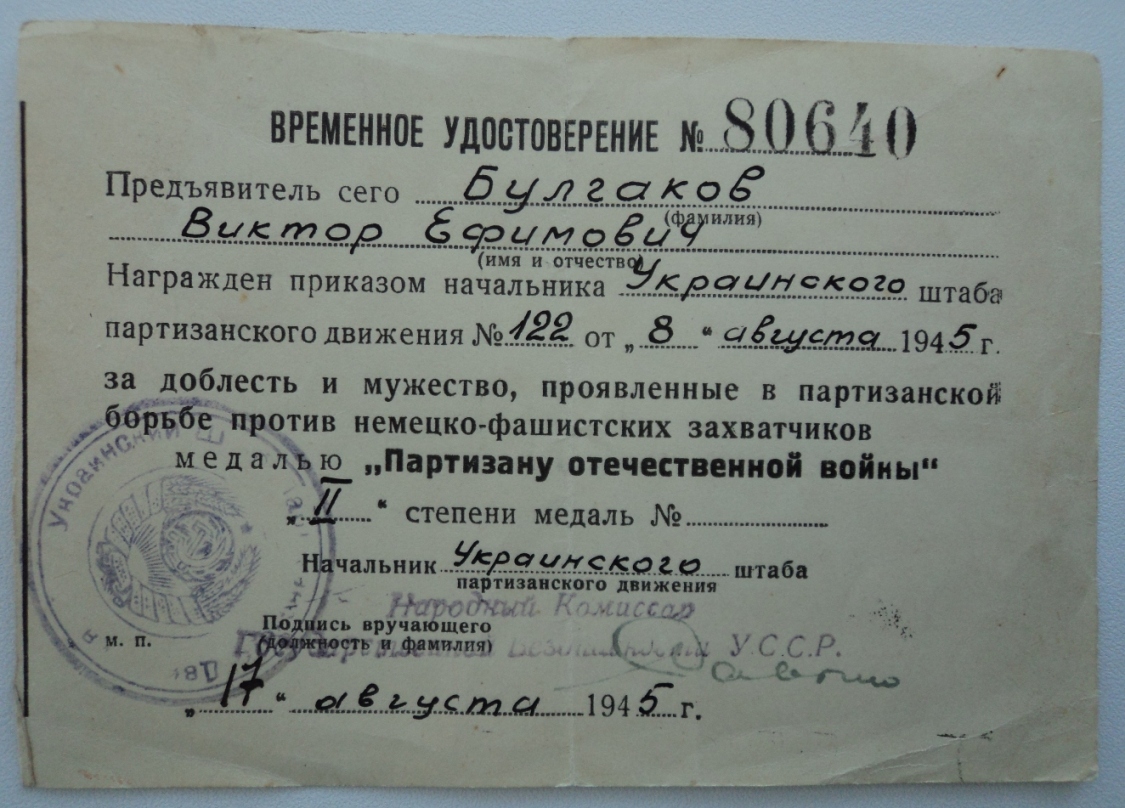 ВРЕМЕННОЕ УДОСТОВЕРЕНИЕ № 80640
Предъявитель сего Булгаков
(фамилия)
Виктор Ефимович
(имя и отчество)
Награжден приказом начальника Украинского штаба
партизанского движения № 122 от „8“ августа 1945 г.
за доблесть и мужество, проявленные в партизанской
борьбе против немецко-фашистских захватчиков
медалью „Партизану отечественной войны“
„II“ степени медаль №
Начальник Украинского штаба
партизанского движения
Народный Комиссар
Государственной Безопасности У.С.С.Р.
Подпись вручающего
(должность и фамилия)
м. п.
„17“ августа 1945 г.
Украинский